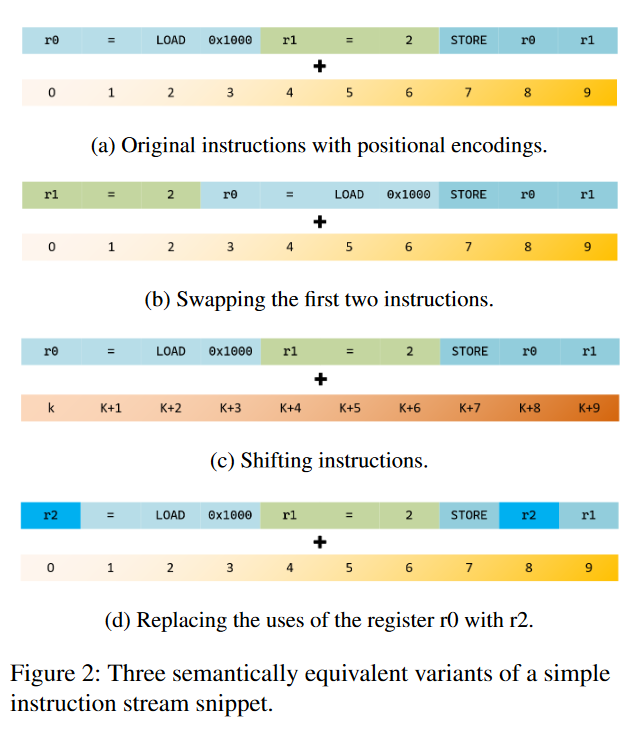 r0 = LOAD 0x1000 r1 = 2 STORE r0 r1
+
0 1 2 3 4 5 6 7 8 9
(a) Original instructions with positional encodings.
r1 = 2 r0 = LOAD 0x1000 STORE r0 r1
+
0 1 2 3 4 5 6 7 8 9
(b) Swapping the first two instructions.
r0 = LOAD 0x1000 r1 = 2 STORE r0 r1
+
k K+1 K+2 K+3 K+4 K+5 K+6 K+7 K+8 K+9
(c) Shifting instructions.
r2 = LOAD 0x1000 r1 = 2 STORE r2 r1
+
0 1 2 3 4 5 6 7 8 9
(d) Replacing the uses of the register r0 with r2.
Figure 2: Three semantically equivalent variants of a simple
instruction stream snippet.